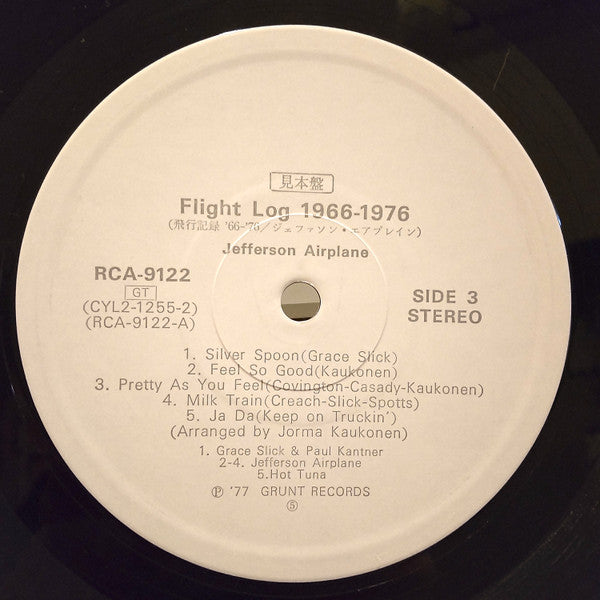 見本盤
Flight Log 1966-1976
(飛行記録 '66-'76/ジェファソン・エアプレイン)
Jefferson Airplane
RCA-9122
GT
(CYL2-1255-2)
(RCA-9122-A)
SIDE 3
STEREO
1. Silver Spoon(Grace Slick)
2. Feel So Good(Kaukonen)
3. Pretty As You Feel(Covington-Casady-Kaukonen)
4. Milk Train(Creach-Slick-Spotts)
5. Ja Da(Keep on Truckin')
(Arranged by Jorma Kaukonen)
1. Grace Slick & Paul Kantner
2-4. Jefferson Airplane
5.Hot Tuna
Ⓟ '77 GRUNT RECORDS
⑤